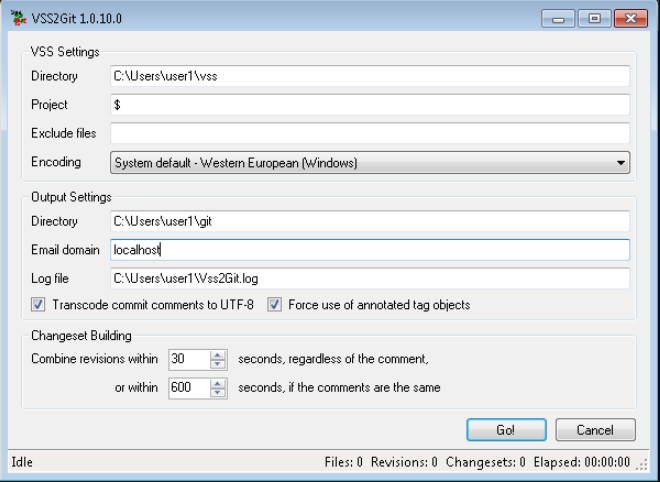 VSS2Git 1.0.10.0
VSS Settings
Directory C:\Users\user1\vss
Project $
Exclude files
Encoding System default - Western European (Windows)
Output Settings
Directory C:\Users\user1\git
Email domain localhost
Log file C:\Users\user1\Vss2Git.log
Transcode commit comments to UTF-8 Force use of annotated tag objects
Changeset Building
Combine revisions within 30 seconds, regardless of the comment,
or within 600 seconds, if the comments are the same
Go! Cancel
Idle Files: 0 Revisions: 0 Changesets: 0 Elapsed: 00:00:00